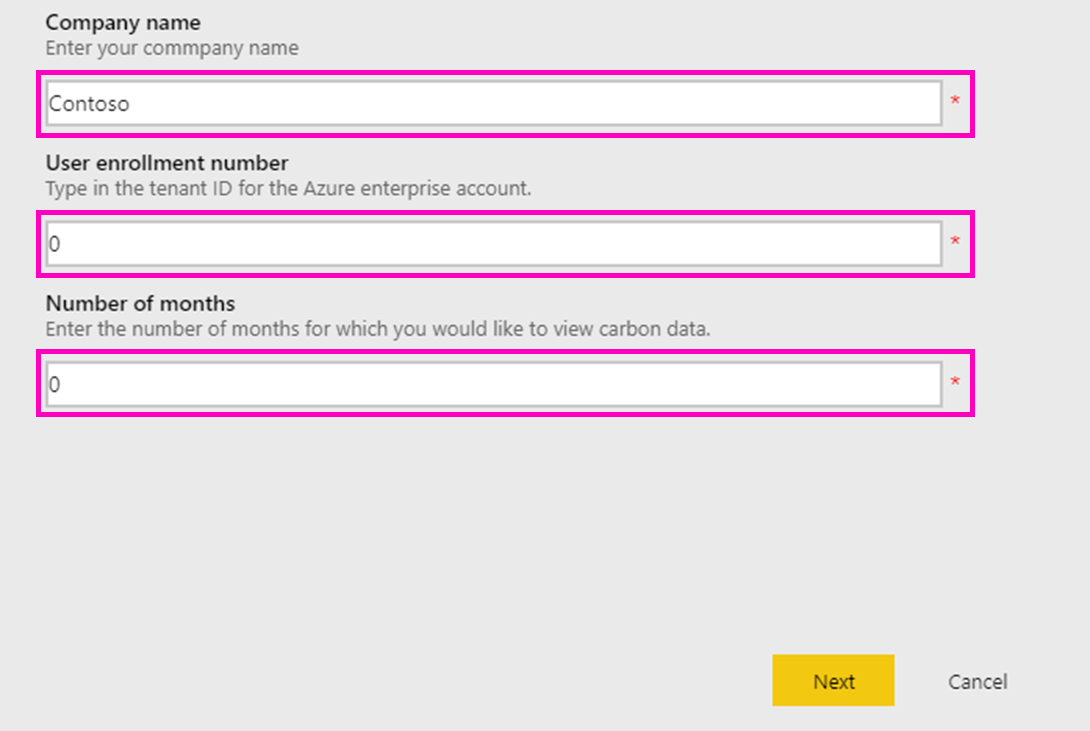 Company name
Enter your commpany name
Contoso *
User enrollment number
Type in the tenant ID for the Azure enterprise account.
0 *
Number of months
Enter the number of months for which you would like to view carbon data.
0 *
Next Cancel